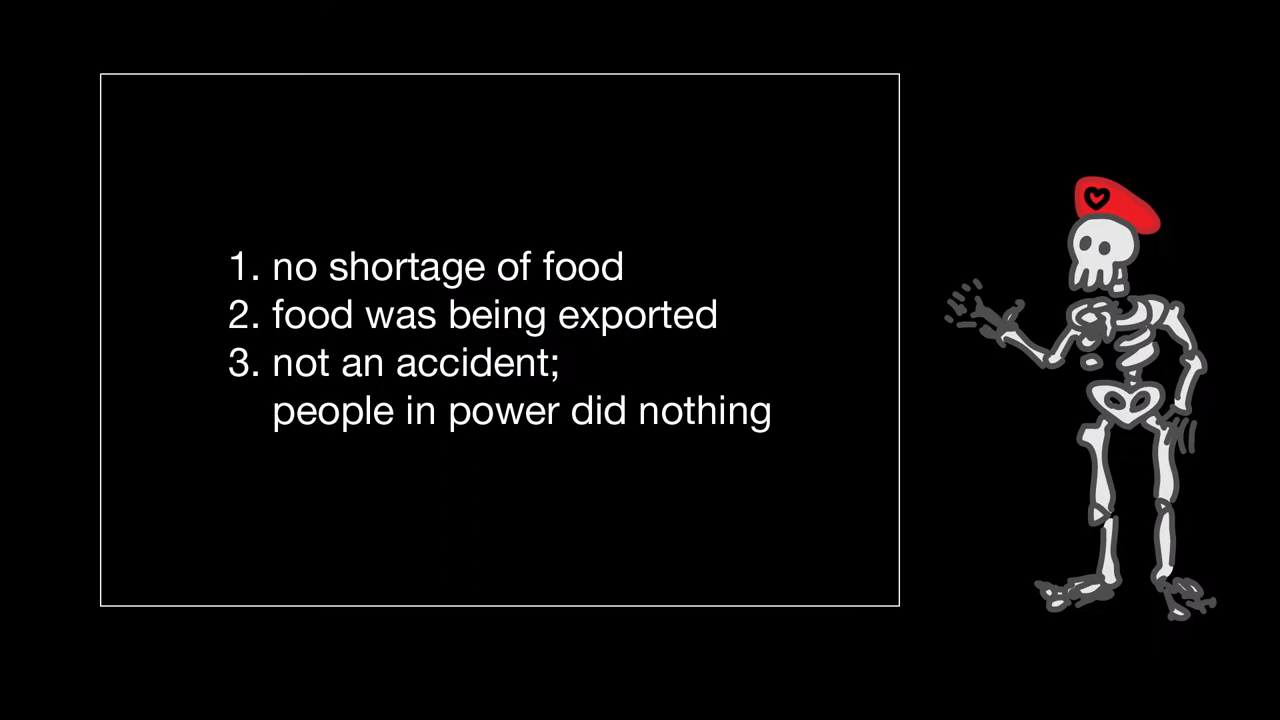 1. no shortage of food
2. food was being exported
3. not an accident;
people in power did nothing